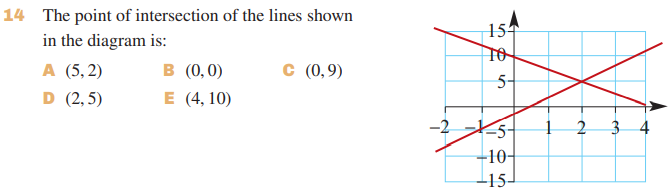 14 The point of intersection of the lines shown
in the diagram is:
A (5, 2) B (0, 0) C (0, 9)
D (2, 5) E (4, 10)
15
10
5
−2 −1 1 2 3 4
−5
−10
−15